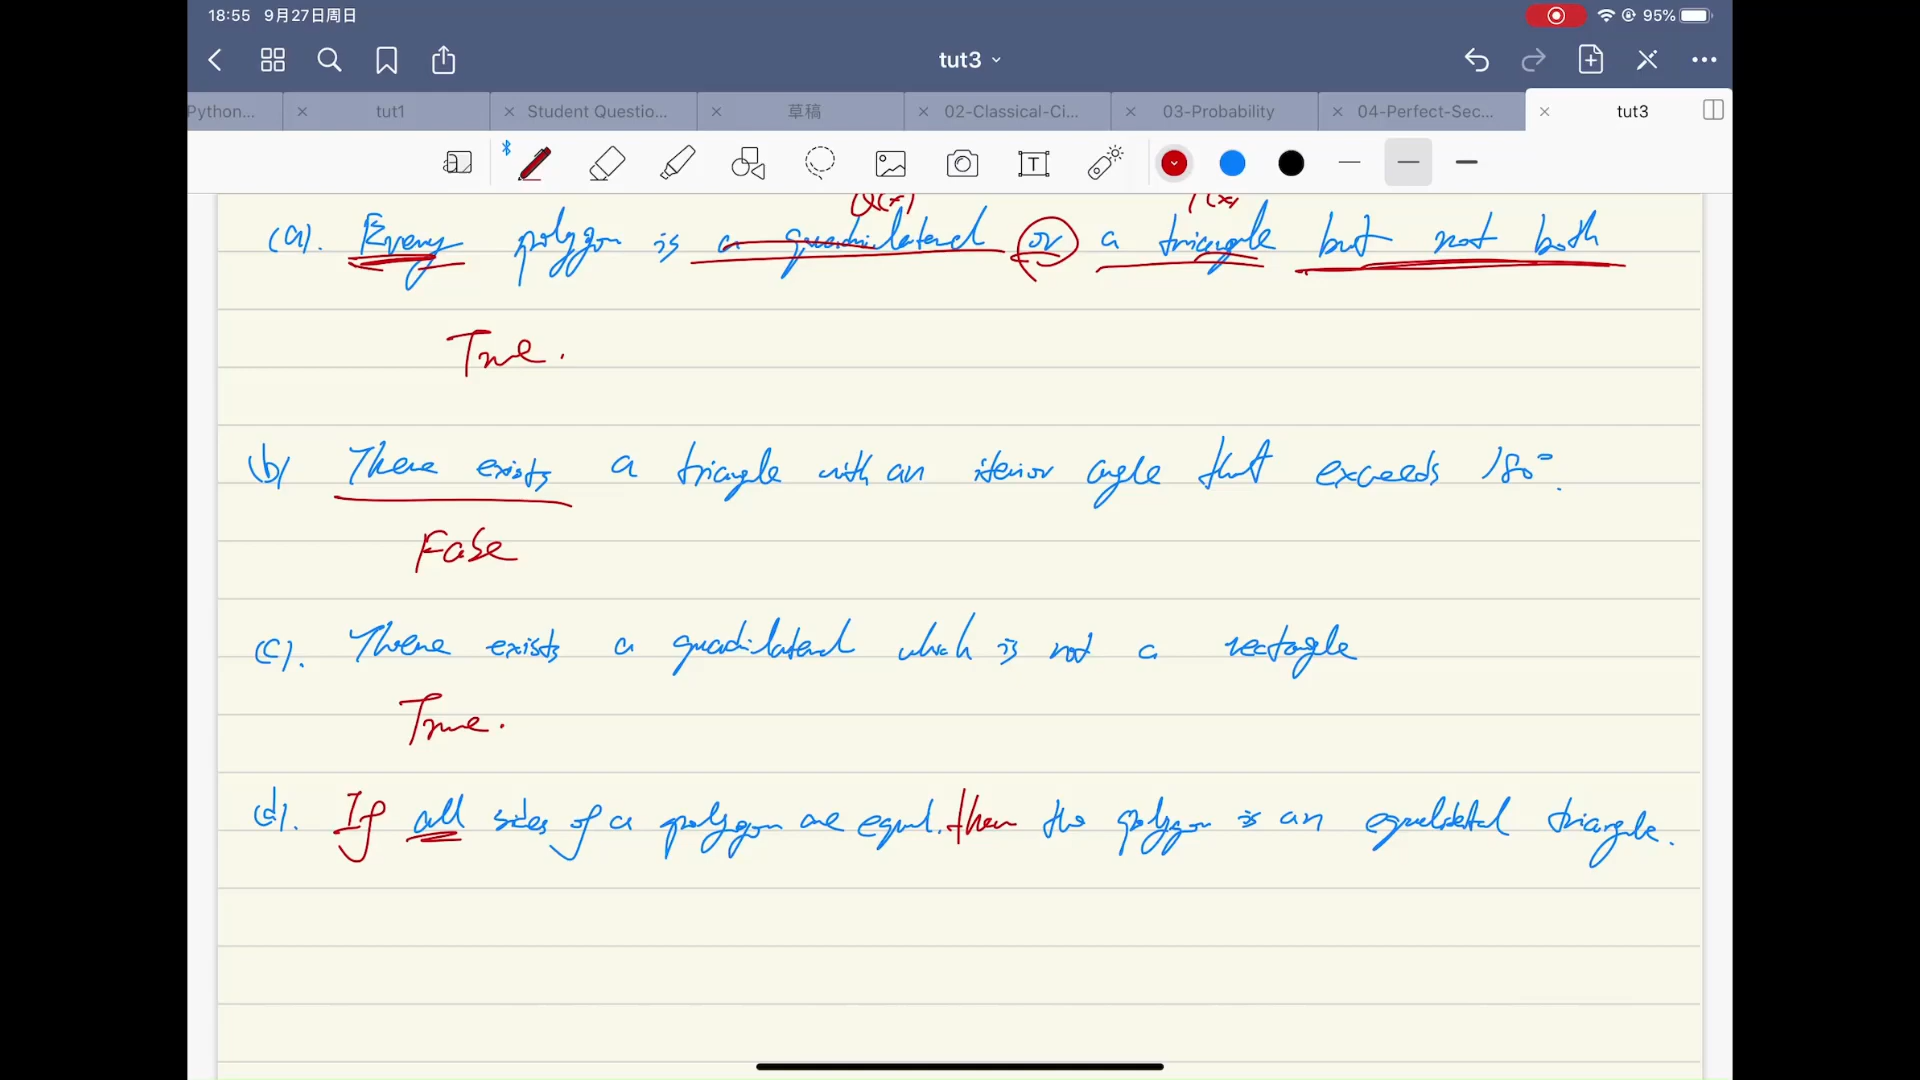 18:55 9月27日周日
95%
tut3
Python...
tut1
Student Questio...
草稿
02-Classical-Ci...
03-Probability
04-Perfect-Sec...
tut3
Q(x)
(a). Every polygon is a quadrilateral or a triangle but not both
True.
(b) There exists a triangle with an iterior angle that exceeds 180°.
False
(c). There exists a quadilateral which is not a rectangle
True.
(d). If all sides of a polygon are equal. then the polygon is an equilateral triangle.